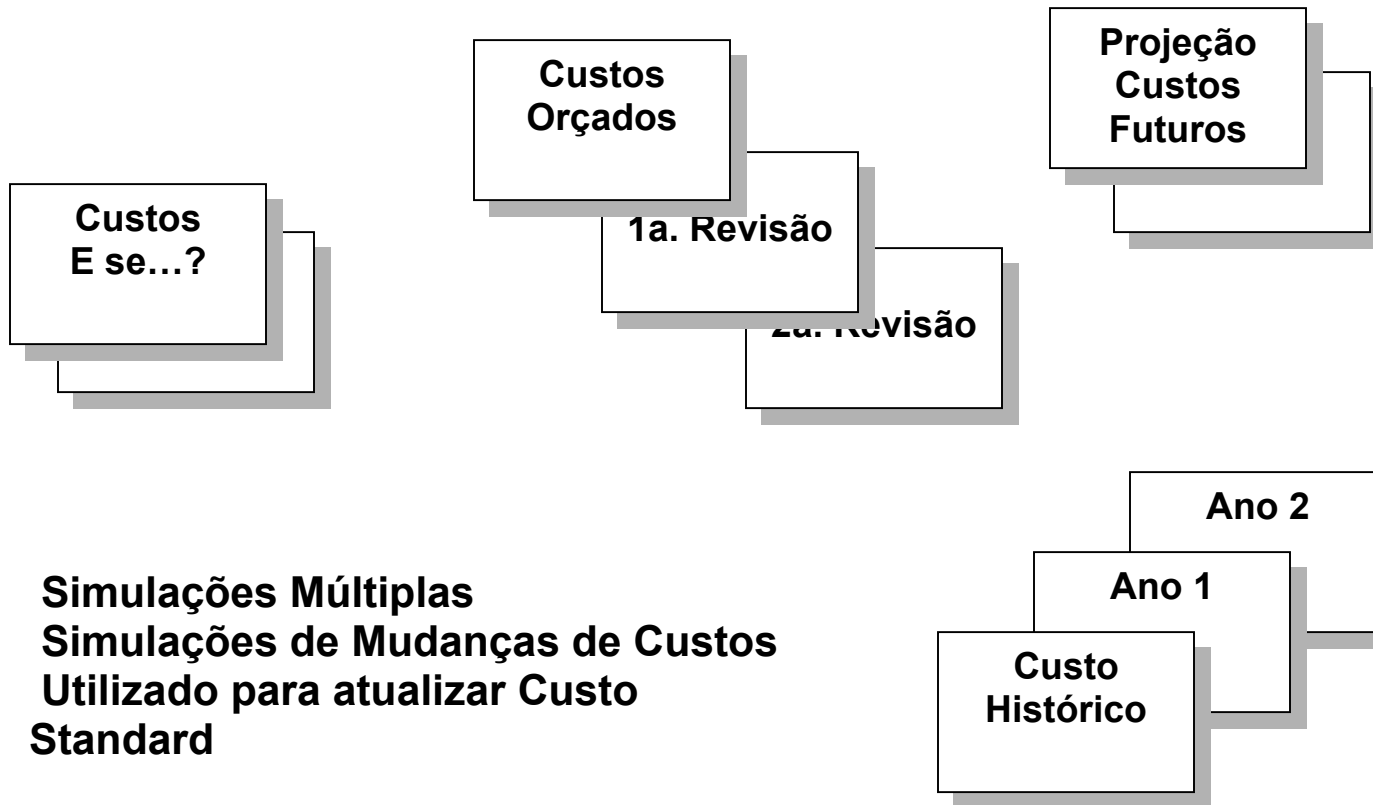 Projeção
Custos
Futuros
Custos
Orçados
1a. Revisão
2a. Revisão
Custos
E se…?
Ano 2
Ano 1
Custo
Histórico
Simulações Múltiplas
Simulações de Mudanças de Custos
Utilizado para atualizar Custo
Standard